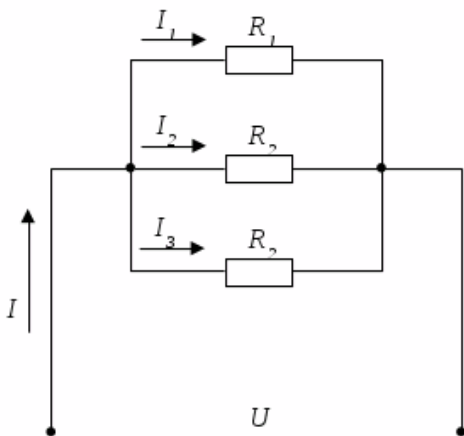 I₁ R₁
I₂ R₂
I₃ R₂
I
U